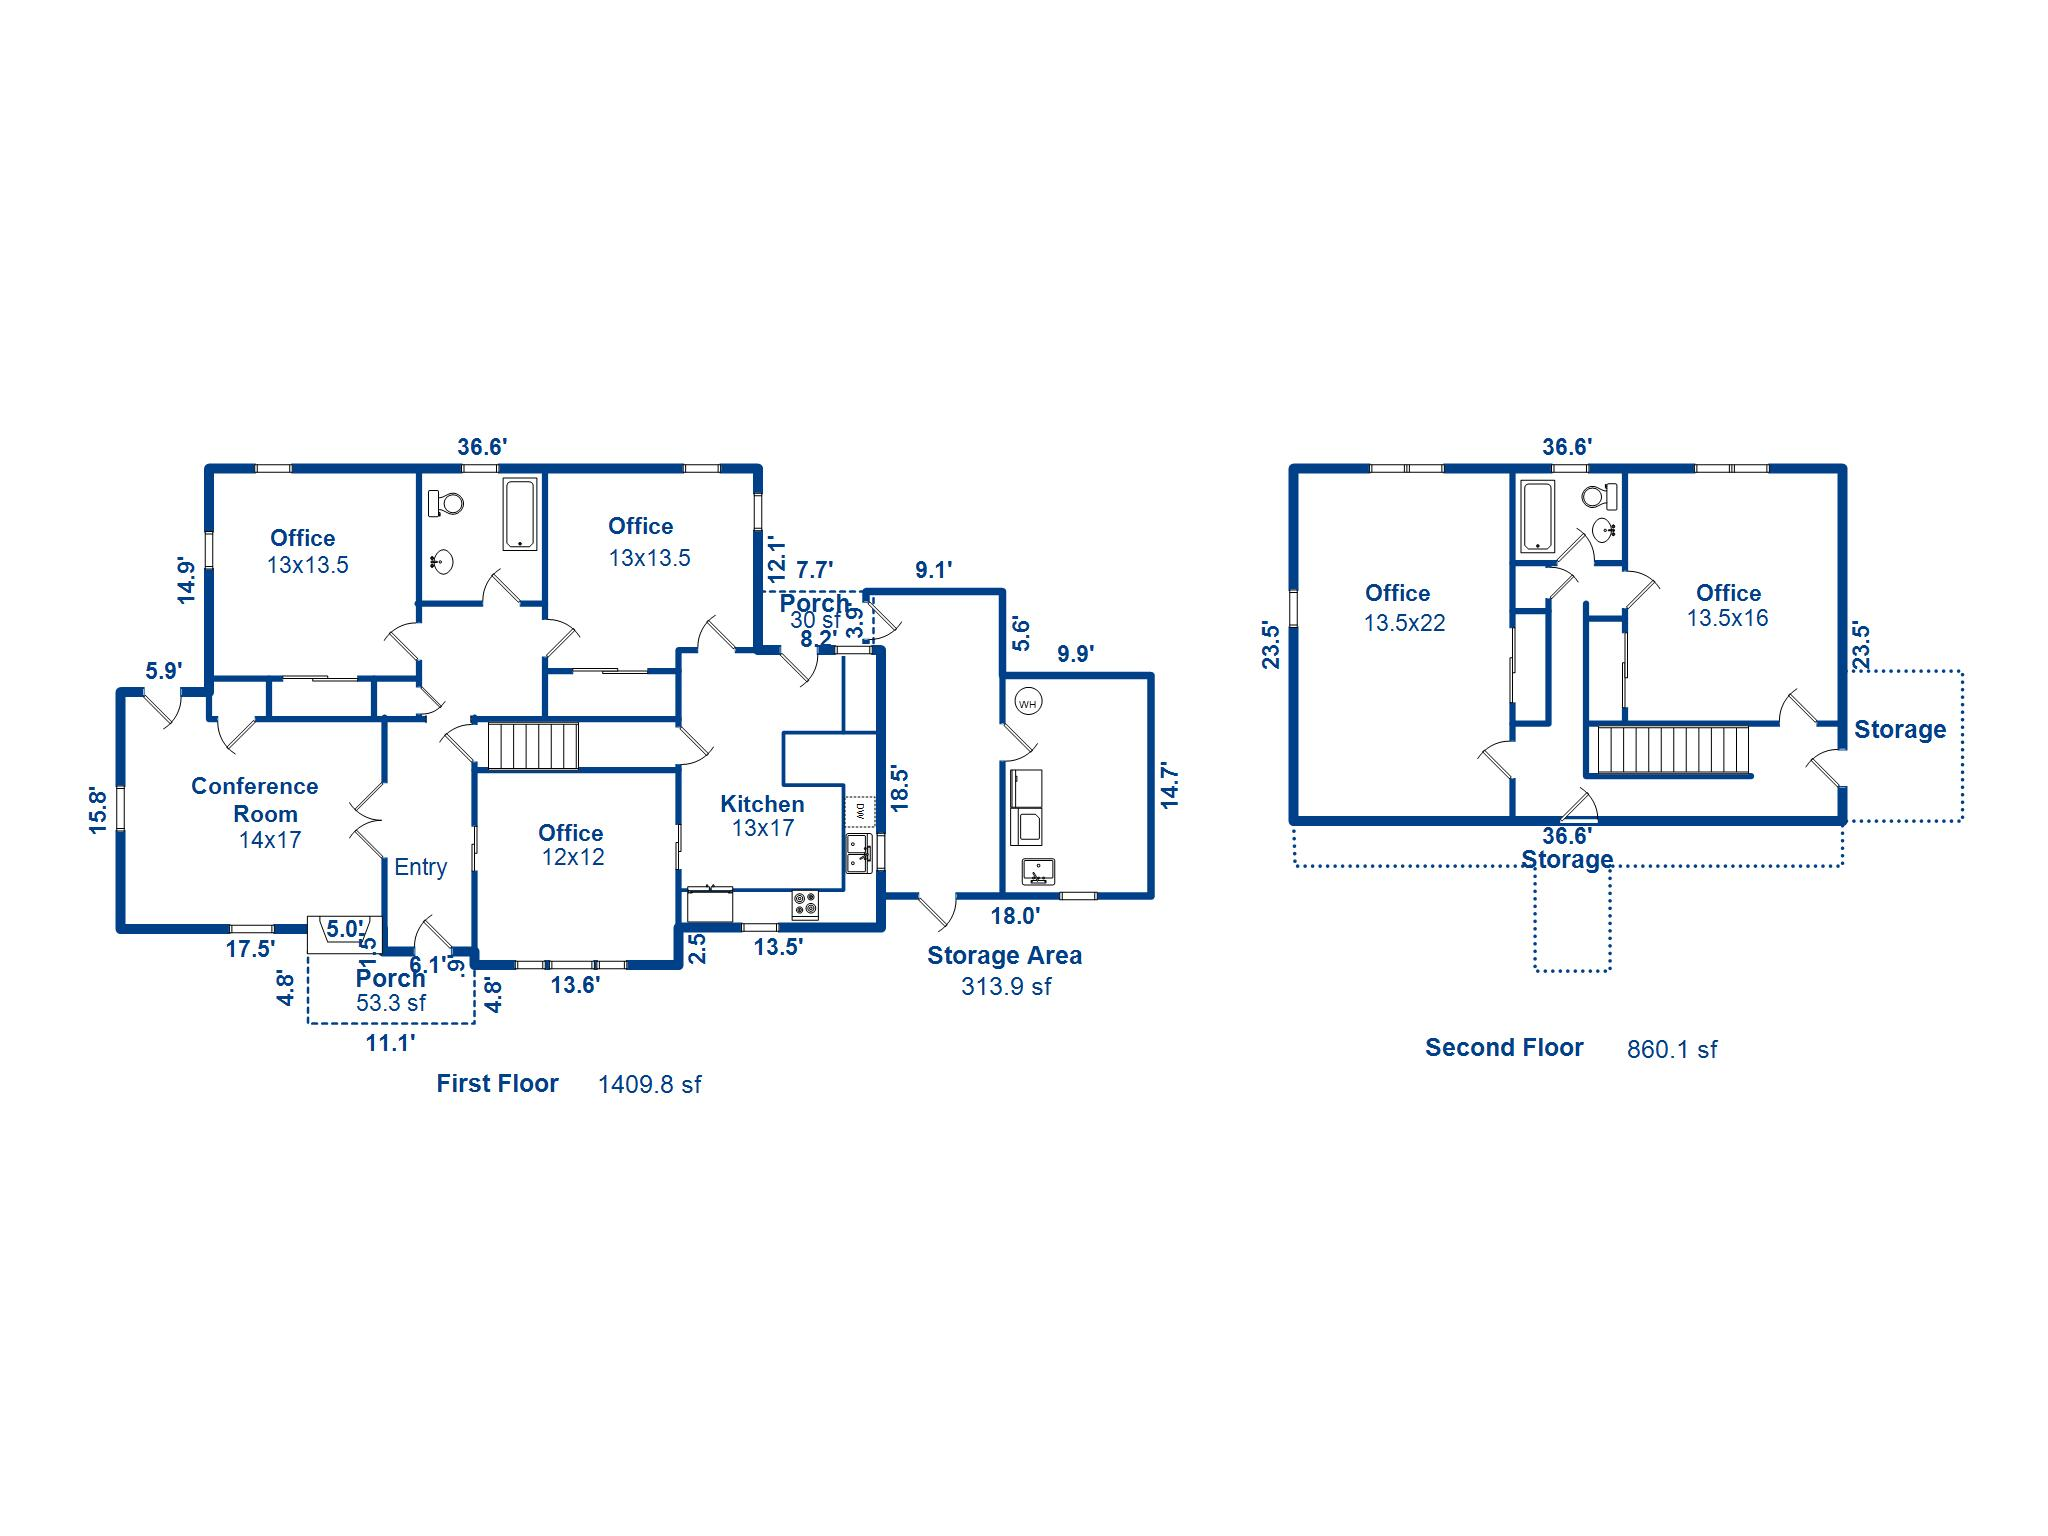 36.6'
Office
13x13.5
Office
13x13.5
14.9'
12.1'
7.7'
Porch
30 sf
3.9'
8.2'
9.1'
5.6'
9.9'
WH
14.7'
5.9'
15.8'
Conference
Room
14x17
Entry
Office
12x12
Kitchen
13x17
DW
18.5'
18.0'
Storage Area
313.9 sf
17.5'
5.0'
1.5'
6.1'
.9'
4.8'
Porch
53.3 sf
4.8'
11.1'
13.6'
2.5'
13.5'
First Floor 1409.8 sf
36.6'
Office
13.5x22
Office
13.5x16
23.5'
23.5'
Storage
36.6'
Storage
Second Floor 860.1 sf